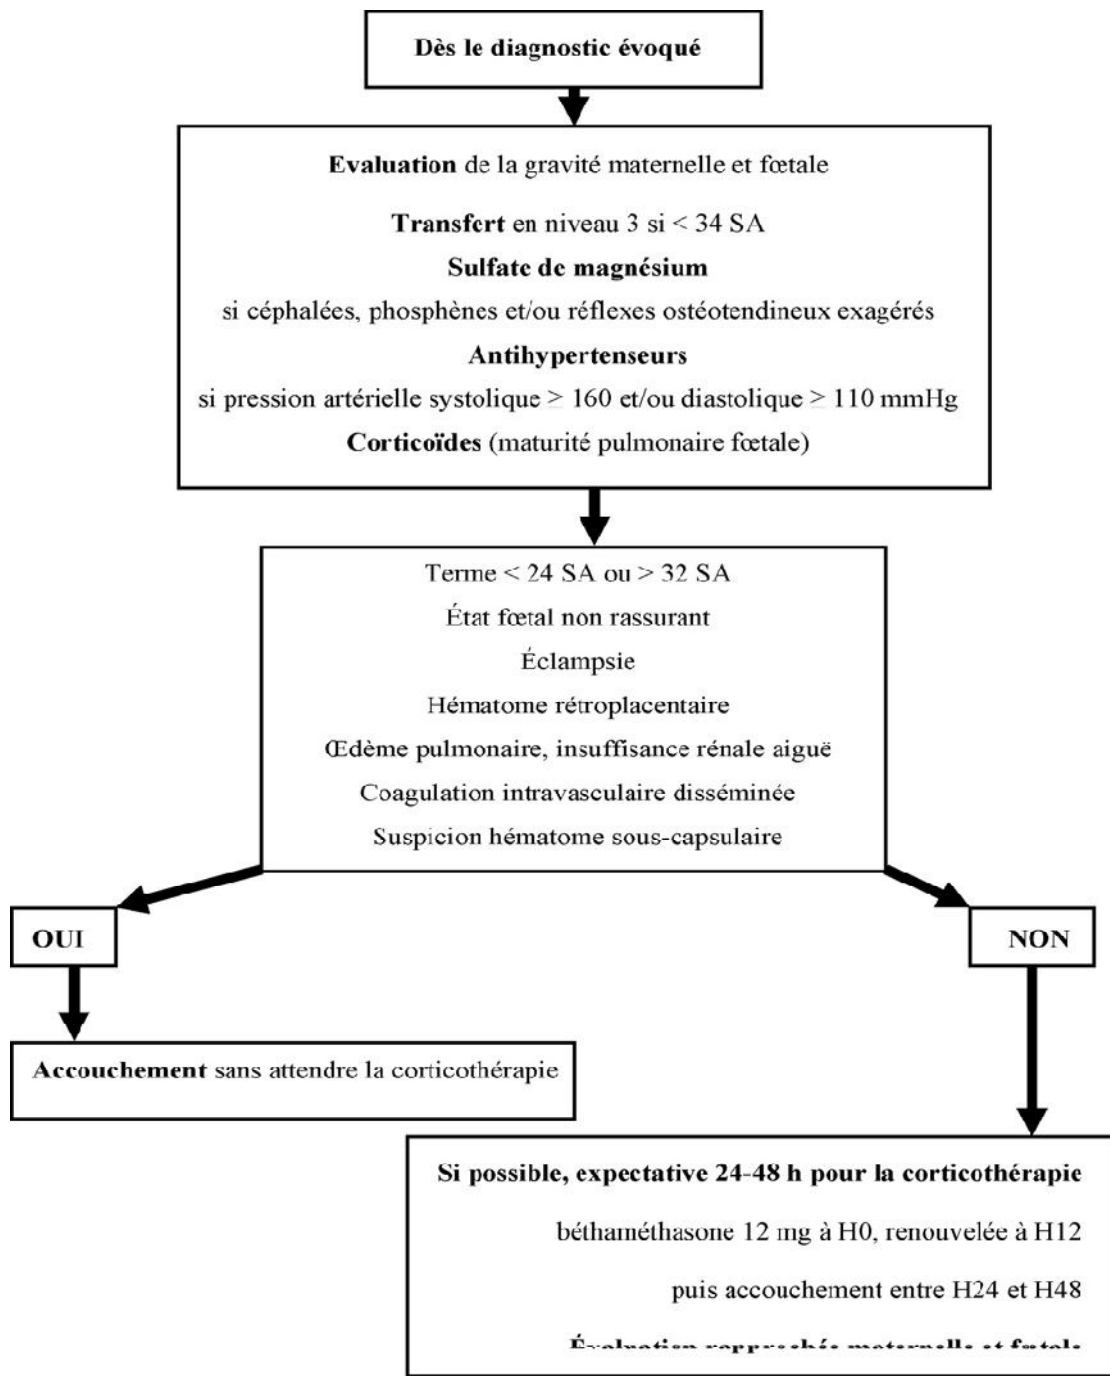 Dès le diagnostic évoqué
Evaluation de la gravité maternelle et fœtale
Transfert en niveau 3 si < 34 SA
Sulfate de magnésium
si céphalées, phosphènes et/ou réflexes ostéotendineux exagérés
Antihypertenseurs
si pression artérielle systolique ≥ 160 et/ou diastolique ≥ 110 mmHg
Corticoïdes (maturité pulmonaire fœtale)
Terme < 24 SA ou > 32 SA
État fœtal non rassurant
Éclampsie
Hématome rétroplacentaire
Œdème pulmonaire, insuffisance rénale aiguë
Coagulation intravasculaire disséminée
Suspicion hématome sous-capsulaire
OUI
NON
Accouchement sans attendre la corticothérapie
Si possible, expectative 24-48 h pour la corticothérapie
béthaméthasone 12 mg à H0, renouvelée à H12
puis accouchement entre H24 et H48
Évaluation rapprochés maternelle et fœtale